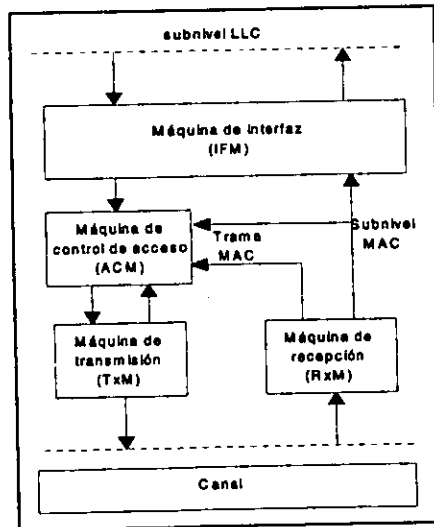 subnivel LLC
Máquina de interfaz
(IFM)
Máquina de
control de acceso
(ACM)
Trama
MAC
Subnivel
MAC
Máquina de
transmisión
(TxM)
Máquina de
recepción
(RxM)
Canal